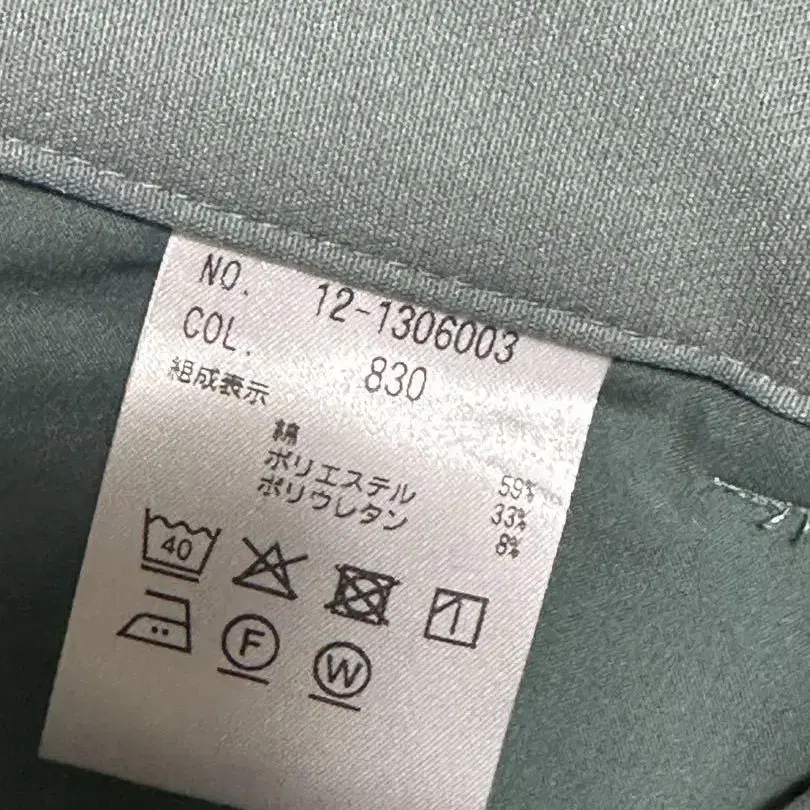 NO. 12-1306003
COL. 830
組成表示
綿 59%
ポリエステル 33%
ポリウレタン 8%
40
F
W